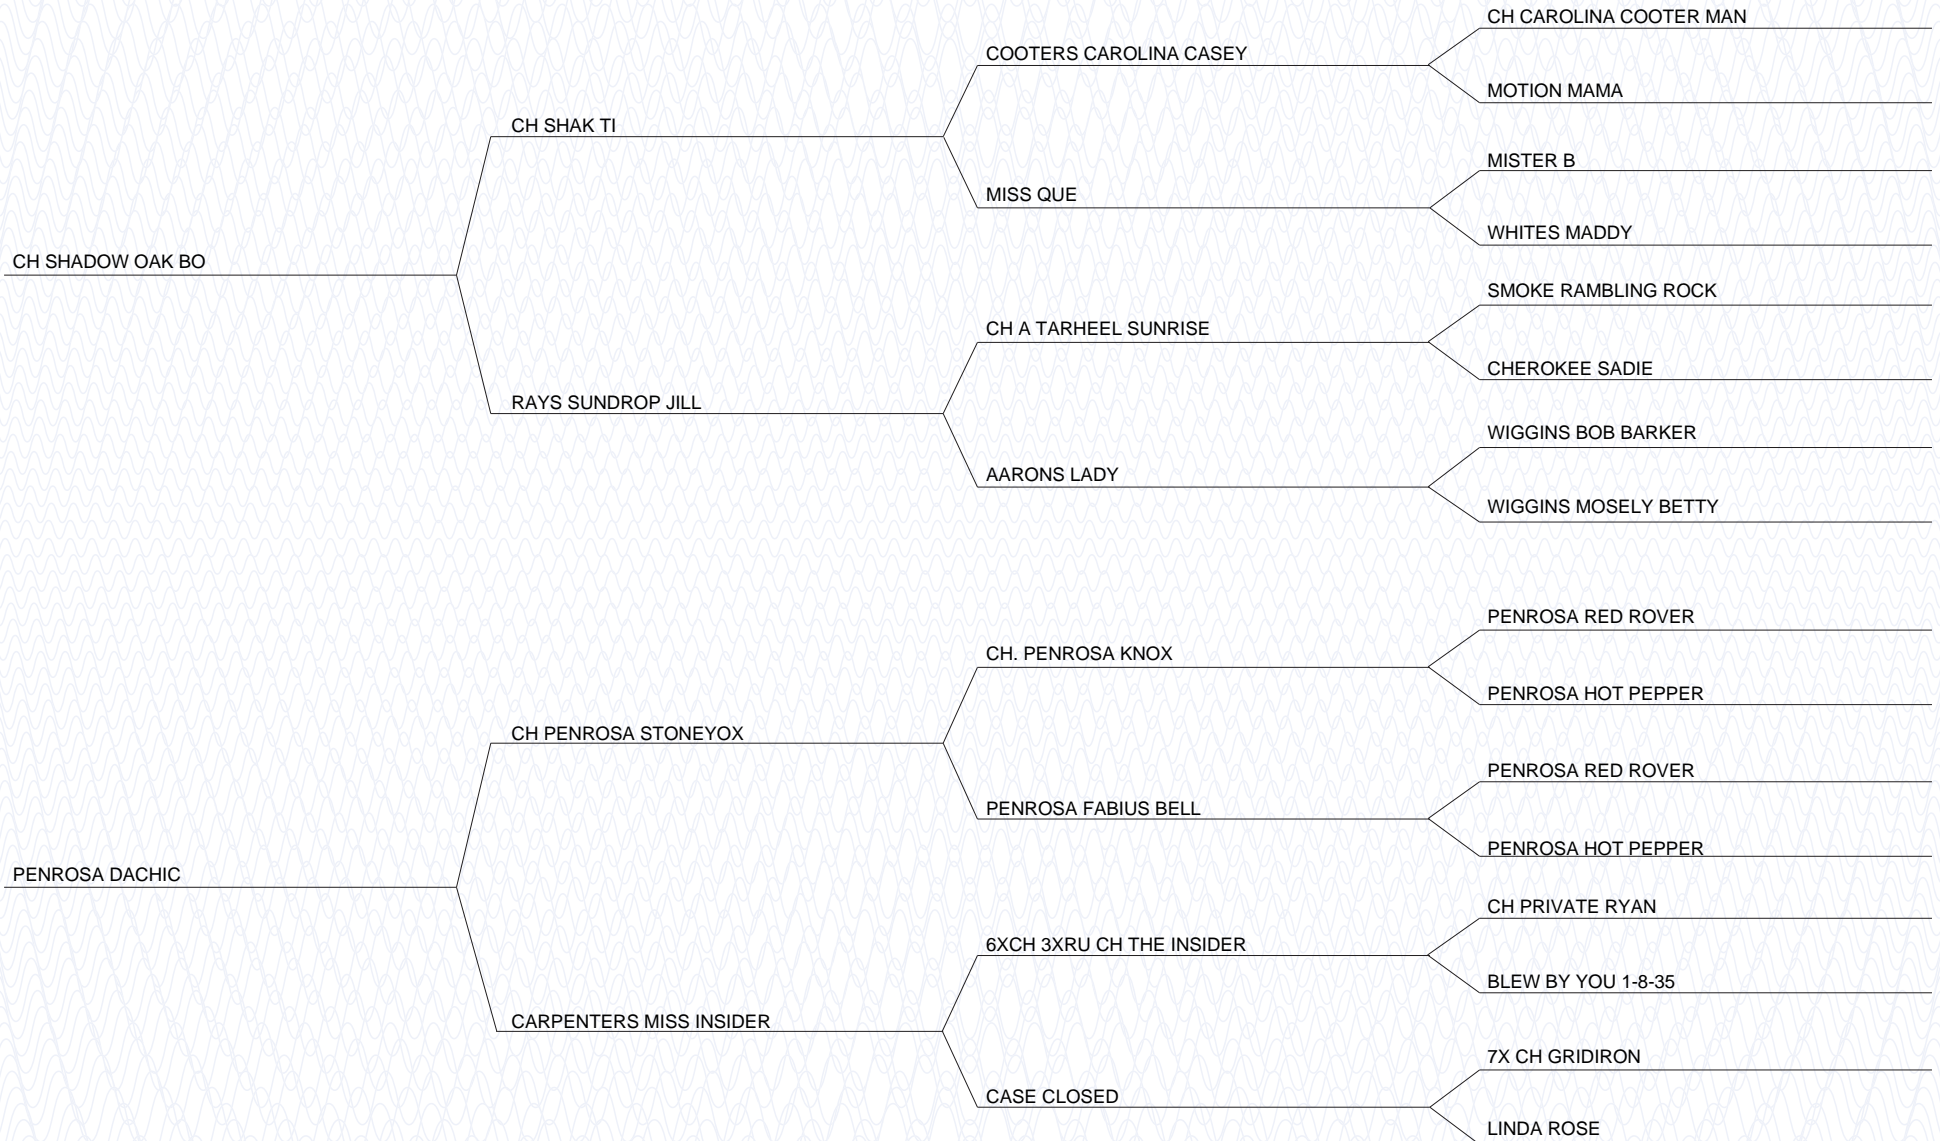 CH CAROLINA COOTER MAN
COOTERS CAROLINA CASEY
MOTION MAMA
CH SHAK TI
MISTER B
MISS QUE
WHITES MADDY
CH SHADOW OAK BO
SMOKE RAMBLING ROCK
CH A TARHEEL SUNRISE
CHEROKEE SADIE
RAYS SUNDROP JILL
WIGGINS BOB BARKER
AARONS LADY
WIGGINS MOSELY BETTY
PENROSA RED ROVER
CH. PENROSA KNOX
PENROSA HOT PEPPER
CH PENROSA STONEYOX
PENROSA RED ROVER
PENROSA FABIUS BELL
PENROSA HOT PEPPER
PENROSA DACHIC
CH PRIVATE RYAN
6XCH 3XRU CH THE INSIDER
BLEW BY YOU 1-8-35
CARPENTERS MISS INSIDER
7X CH GRIDIRON
CASE CLOSED
LINDA ROSE